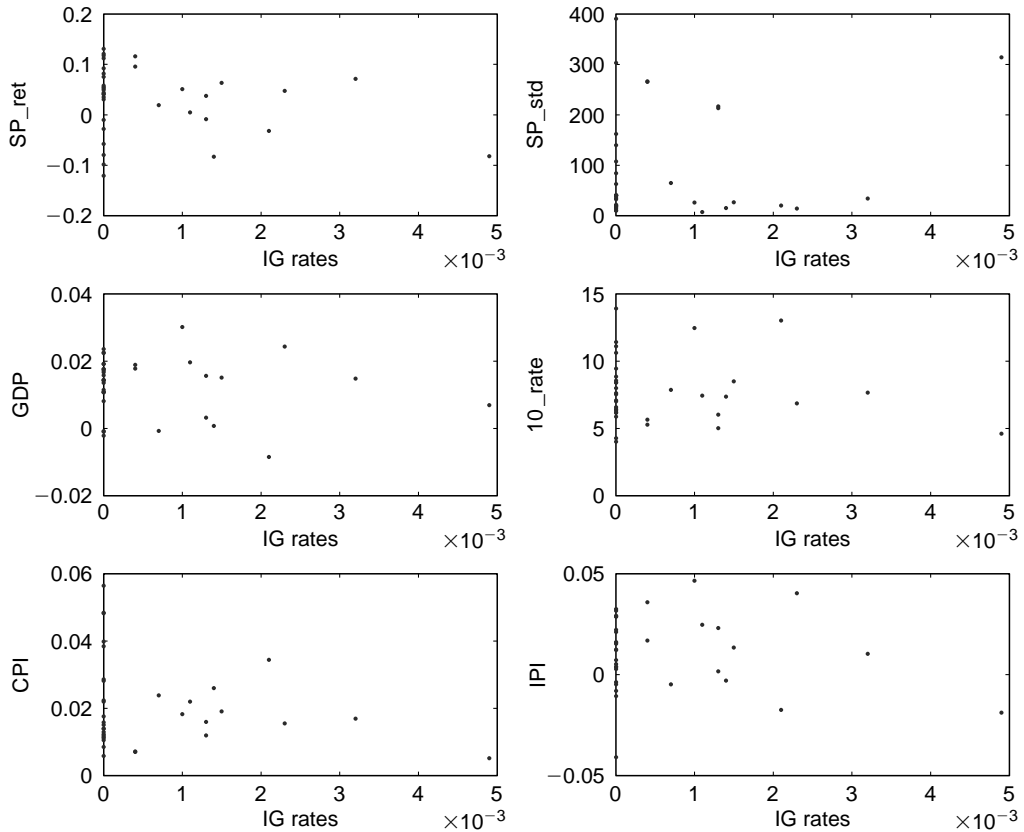 0.2
0.1
0
−0.1
−0.2
SP_ret
0 1 2 3 4 5
IG rates ×10−3
400
300
200
100
0
SP_std
0 1 2 3 4 5
IG rates ×10−3
0.04
0.02
0
−0.02
GDP
0 1 2 3 4 5
IG rates ×10−3
15
10
5
0
10_rate
0 1 2 3 4 5
IG rates ×10−3
0.06
0.04
0.02
0
CPI
0 1 2 3 4 5
IG rates ×10−3
0.05
0
−0.05
IPI
0 1 2 3 4 5
IG rates ×10−3